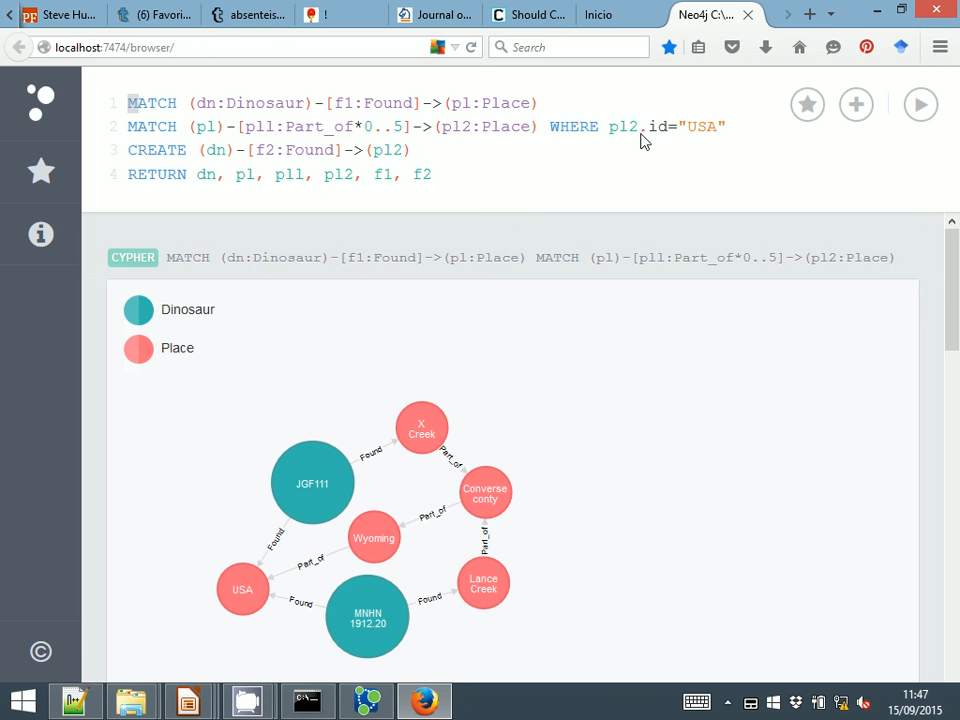 Steve Hu...
(6) Favori...
absenteis...
!
Journal o...
Should C...
Inicio
Neo4j C:\...
localhost:7474/browser/
Search
1 MATCH (dn:Dinosaur)-[f1:Found]->(pl:Place)
2 MATCH (pl)-[pll:Part_of*0..5]->(pl2:Place) WHERE pl2.id="USA"
3 CREATE (dn)-[f2:Found]->(pl2)
4 RETURN dn, pl, pll, pl2, f1, f2
CYPHER MATCH (dn:Dinosaur)-[f1:Found]->(pl:Place) MATCH (pl)-[pll:Part_of*0..5]->(pl2:Place)
Dinosaur
Place
X
Creek
Found
Part_of
JGF111
Converse
conty
Part_of
Found
Wyoming
Part_of
Part_of
USA
Lance
Creek
Found
MNHN
1912.20
Found
11:47
15/09/2015